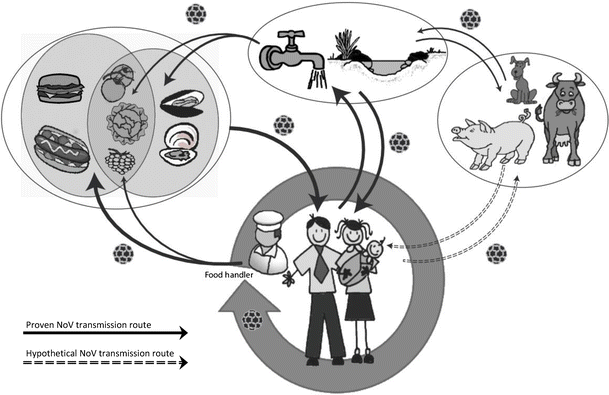 Food handler
Proven NoV transmission route
Hypothetical NoV transmission route